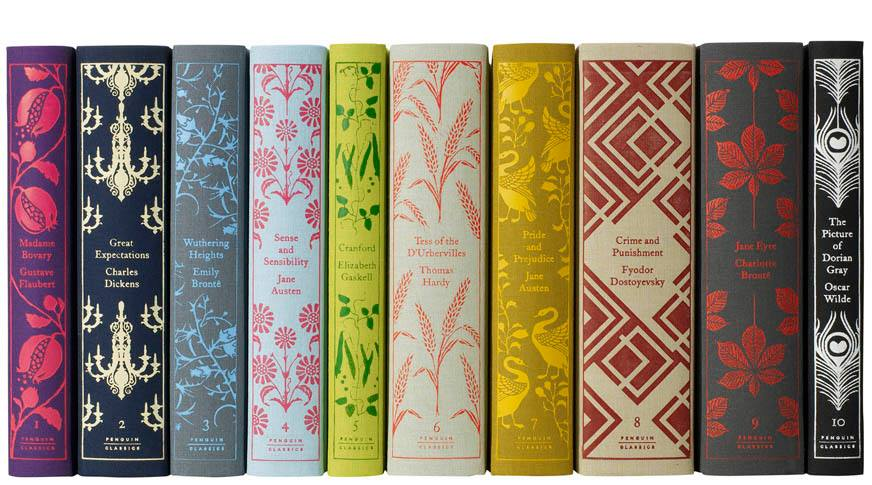 Madame
Bovary
Gustave
Flaubert
1
PENGUIN
CLASSICS
Great
Expectations
Charles
Dickens
2
PENGUIN
CLASSICS
Wuthering
Heights
Emily
Brontë
3
PENGUIN
CLASSICS
Sense
and
Sensibility
Jane
Austen
4
PENGUIN
CLASSICS
Cranford
Elizabeth
Gaskell
5
PENGUIN
CLASSICS
Tess of the
D'Urbervilles
Thomas
Hardy
6
PENGUIN
CLASSICS
Pride
and
Prejudice
Jane
Austen
7
PENGUIN
CLASSICS
Crime and
Punishment
Fyodor
Dostoyevsky
8
PENGUIN
CLASSICS
Jane Eyre
Charlotte
Brontë
9
PENGUIN
CLASSICS
The
Picture
of
Dorian
Gray
Oscar
Wilde
10
PENGUIN
CLASSICS